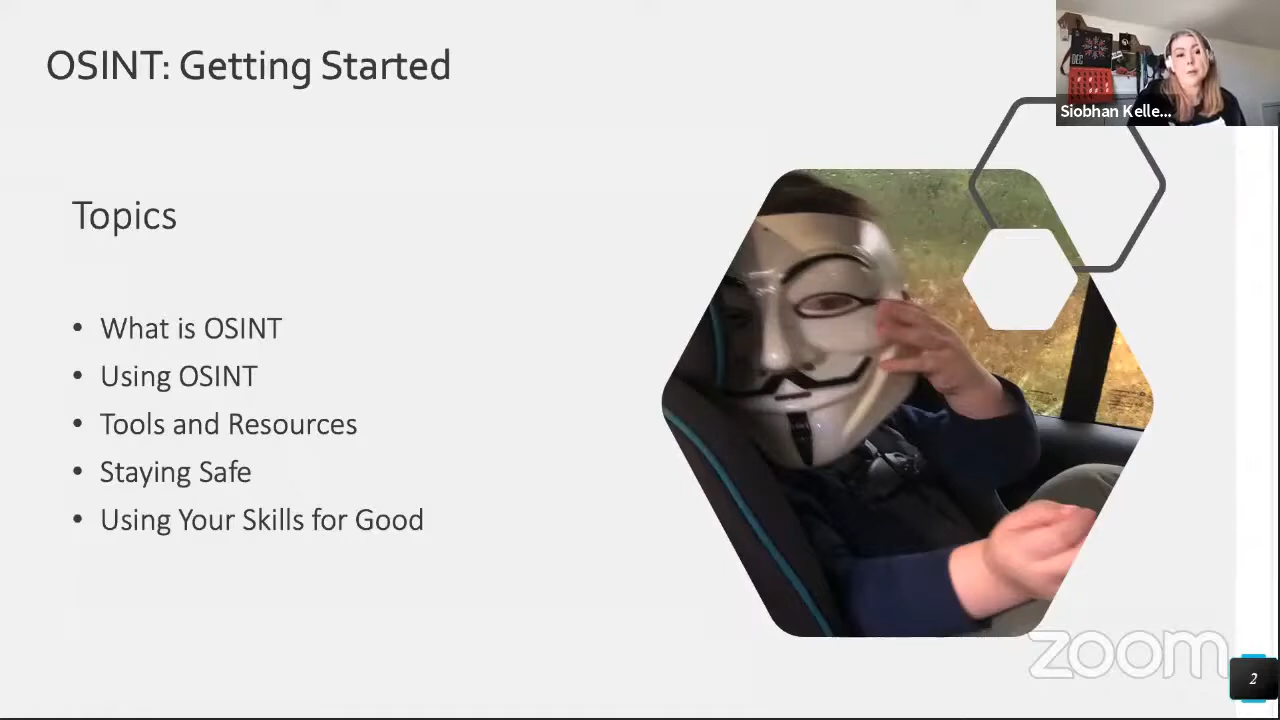 OSINT: Getting Started
DEC
Siobhan Kelle...
Topics
• What is OSINT
• Using OSINT
• Tools and Resources
• Staying Safe
• Using Your Skills for Good
zoom
2